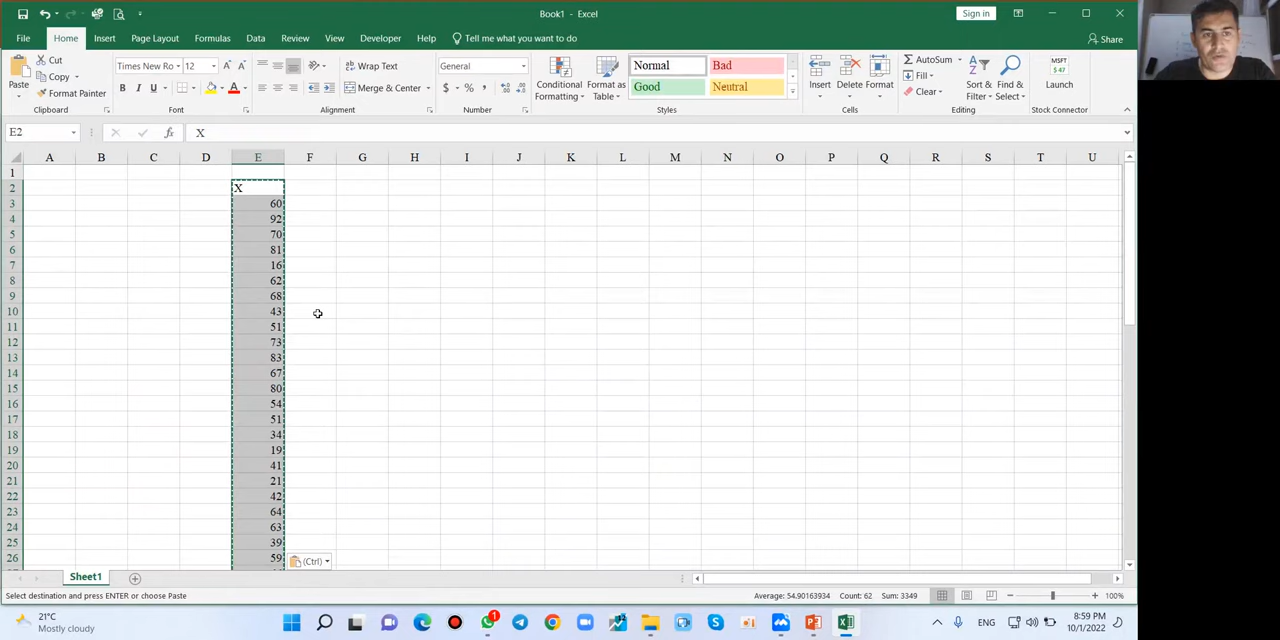 Book1 - Excel
Sign in
File Home Insert Page Layout Formulas Data Review View Developer Help Tell me what you want to do Share
Cut
Copy
Format Painter
Paste
Clipboard
Times New Ro 12
Font
Wrap Text
Merge & Center
Alignment
General
Number
Conditional Formatting
Format as Table
Normal Bad
Good Neutral
Styles
Insert Delete Format
Cells
AutoSum
Fill
Clear
Sort & Filter
Find & Select
Editing
MSFT
$ 47
Launch
Stock Connector
E2 fx X
A B C D E F G H I J K L M N O P Q R S T U
1
2 X
3 60
4 92
5 70
6 81
7 16
8 62
9 68
10 43
11 51
12 73
13 83
14 67
15 80
16 54
17 51
18 34
19 19
20 41
21 21
22 42
23 64
24 63
25 39
26 59
(Ctrl)
Sheet1
Select destination and press ENTER or choose Paste Average: 54.90163934 Count: 62 Sum: 3349 100%
21°C
Mostly cloudy
1
ENG
8:59 PM
10/1/2022